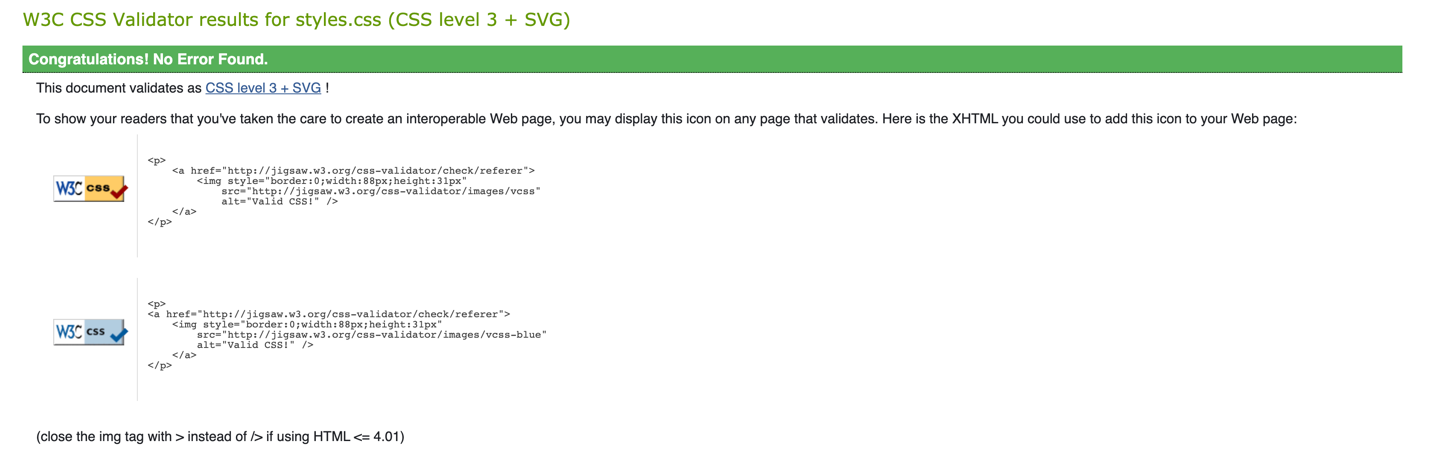 W3C CSS Validator results for styles.css (CSS level 3 + SVG)
Congratulations! No Error Found.
This document validates as CSS level 3 + SVG !
To show your readers that you've taken the care to create an interoperable Web page, you may display this icon on any page that validates. Here is the XHTML you could use to add this icon to your Web page:
W3C css
<p>
    <a href="http://jigsaw.w3.org/css-validator/check/referer">
        <img style="border:0;width:88px;height:31px"
            src="http://jigsaw.w3.org/css-validator/images/vcss"
            alt="Valid CSS!" />
    </a>
</p>
W3C css
<p>
<a href="http://jigsaw.w3.org/css-validator/check/referer">
    <img style="border:0;width:88px;height:31px"
        src="http://jigsaw.w3.org/css-validator/images/vcss-blue"
        alt="Valid CSS!" />
    </a>
</p>
(close the img tag with > instead of /> if using HTML <= 4.01)